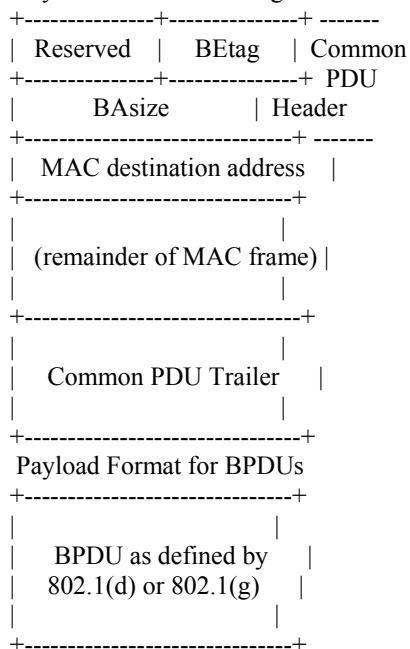 +---------------+---------------+ -------
| Reserved | BEtag | Common
+---------------+---------------+ PDU
| BAsize | Header
+-------------------------------+ -------
| MAC destination address |
+-------------------------------+
| |
| (remainder of MAC frame) |
| |
+--------------------------------+
| |
| Common PDU Trailer |
| |
+--------------------------------+
Payload Format for BPDUs
+-------------------------------+
| |
| BPDU as defined by |
| 802.1(d) or 802.1(g) |
| |
+-------------------------------+